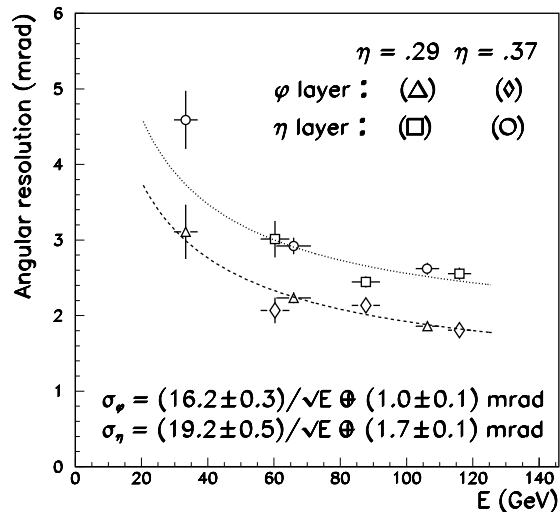 Angular resolution (mrad)
6
5
4
3
2
1
0
η = .29 η = .37
φ layer : (△) (◊)
η layer : (□) (○)
σφ = (16.2±0.3)/√E ⊕ (1.0±0.1) mrad
ση = (19.2±0.5)/√E ⊕ (1.7±0.1) mrad
0 20 40 60 80 100 120 140
E (GeV)